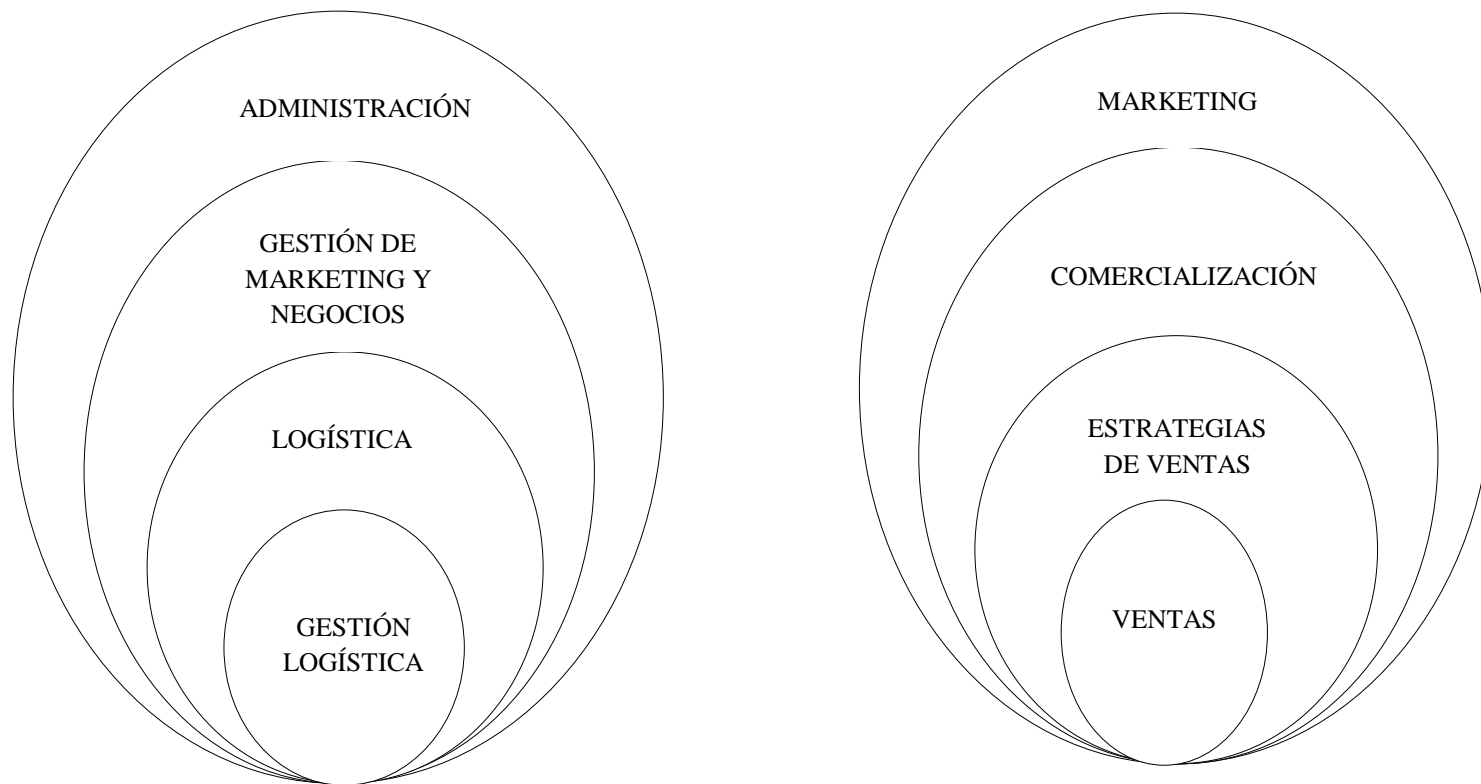 ADMINISTRACIÓN
GESTIÓN DE
MARKETING Y
NEGOCIOS
LOGÍSTICA
GESTIÓN
LOGÍSTICA
MARKETING
COMERCIALIZACIÓN
ESTRATEGIAS
DE VENTAS
VENTAS